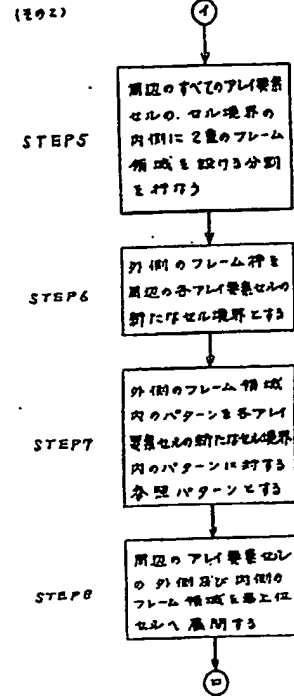 (その2)
イ
STEP5
周辺のすべてのアレイ要素
セルの、セル境界の
内側に2重のフレーム
領域を設ける分割
を行なう
STEP6
外側のフレーム枠を
周辺の各アレイ要素セルの
新たなセル境界とする
STEP7
外側のフレーム領域
内のパターンを各アレイ
要素セルの新たなセル境界
内のパターンに対する
参照パターンとする
STEP8
周辺のアレイ要素セル
の外側及び内側の
フレーム領域を最上位
セルへ展開する
ロ